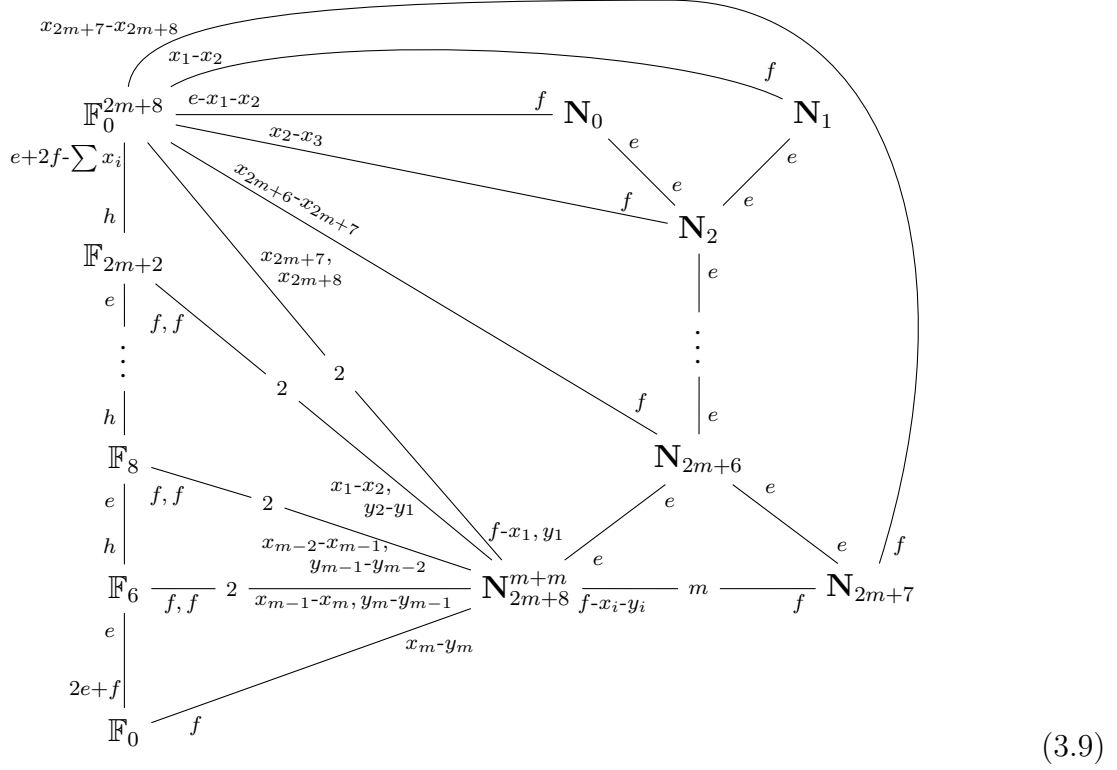 x_{2m+7}-x_{2m+8}
x_1-x_2
f
𝔽_0^{2m+8}
e-x_1-x_2
f
𝐍_0
𝐍_1
e+2f-∑x_i
x_2-x_3
e
e
x_{2m+6}-x_{2m+7}
f
e
e
h
𝐍_2
𝔽_{2m+2}
x_{2m+7},
x_{2m+8}
e
e
f, f
⋮
⋮
2
2
h
f
e
𝔽_8
𝐍_{2m+6}
f, f
x_1-x_2,
y_2-y_1
e
e
e
2
h
x_{m-2}-x_{m-1},
y_{m-1}-y_{m-2}
f-x_1, y_1
e
e
f
𝔽_6
f, f
2
x_{m-1}-x_m, y_m-y_{m-1}
𝐍_{2m+8}^{m+m}
f-x_i-y_i
m
f
𝐍_{2m+7}
e
x_m-y_m
2e+f
𝔽_0
f
(3.9)